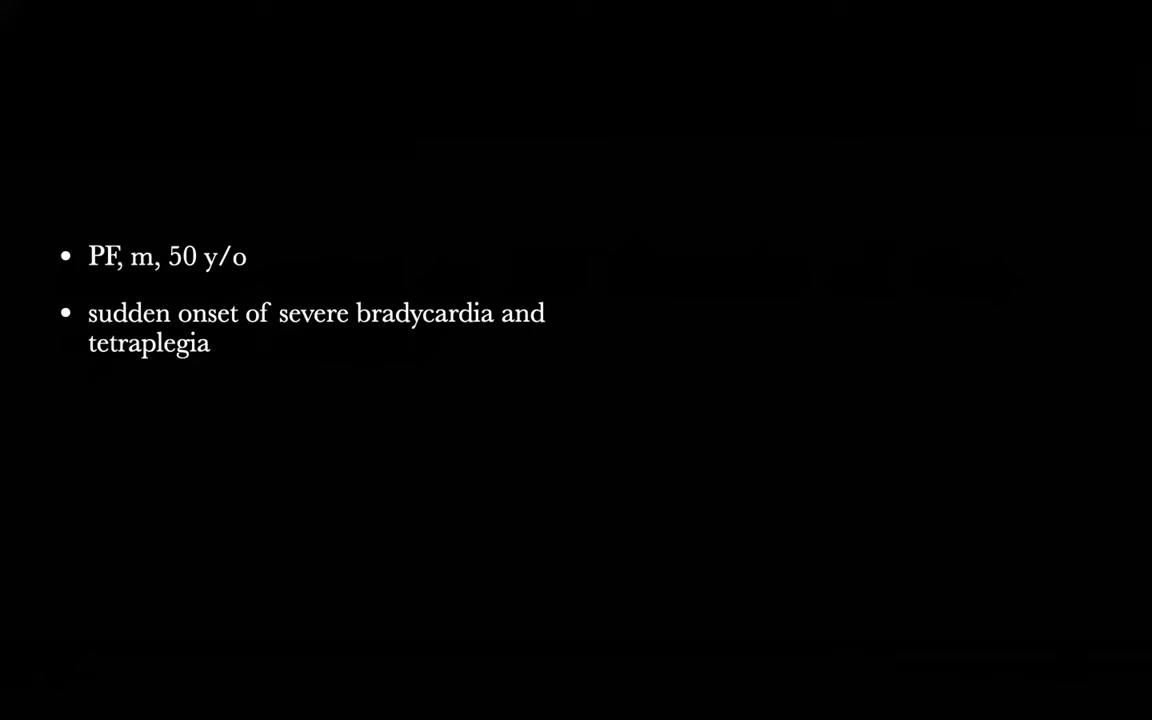 • PF, m, 50 y/o
• sudden onset of severe bradycardia and
tetraplegia